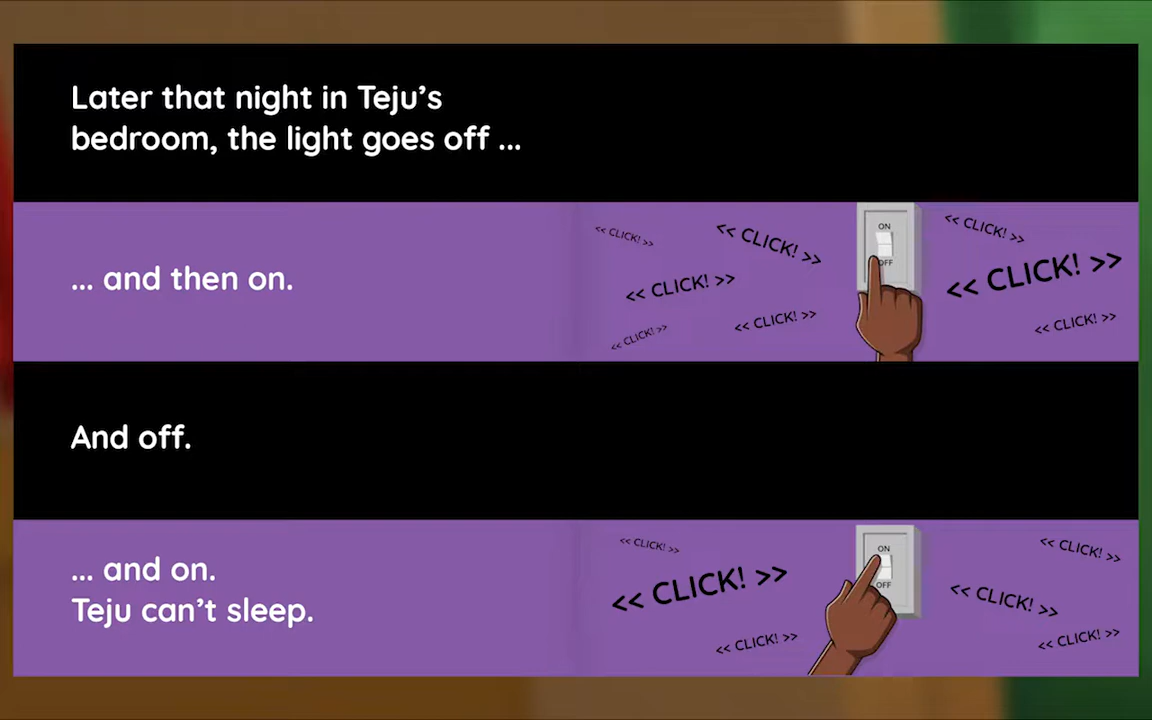 Later that night in Teju's
bedroom, the light goes off ...
... and then on.
<< CLICK! >>
<< CLICK! >>
<< CLICK! >>
<< CLICK! >>
<< CLICK! >>
ON
OFF
<< CLICK! >>
<< CLICK! >>
<< CLICK! >>
And off.
... and on.
Teju can't sleep.
<< CLICK! >>
<< CLICK! >>
<< CLICK! >>
ON
OFF
<< CLICK! >>
<< CLICK! >>
<< CLICK! >>